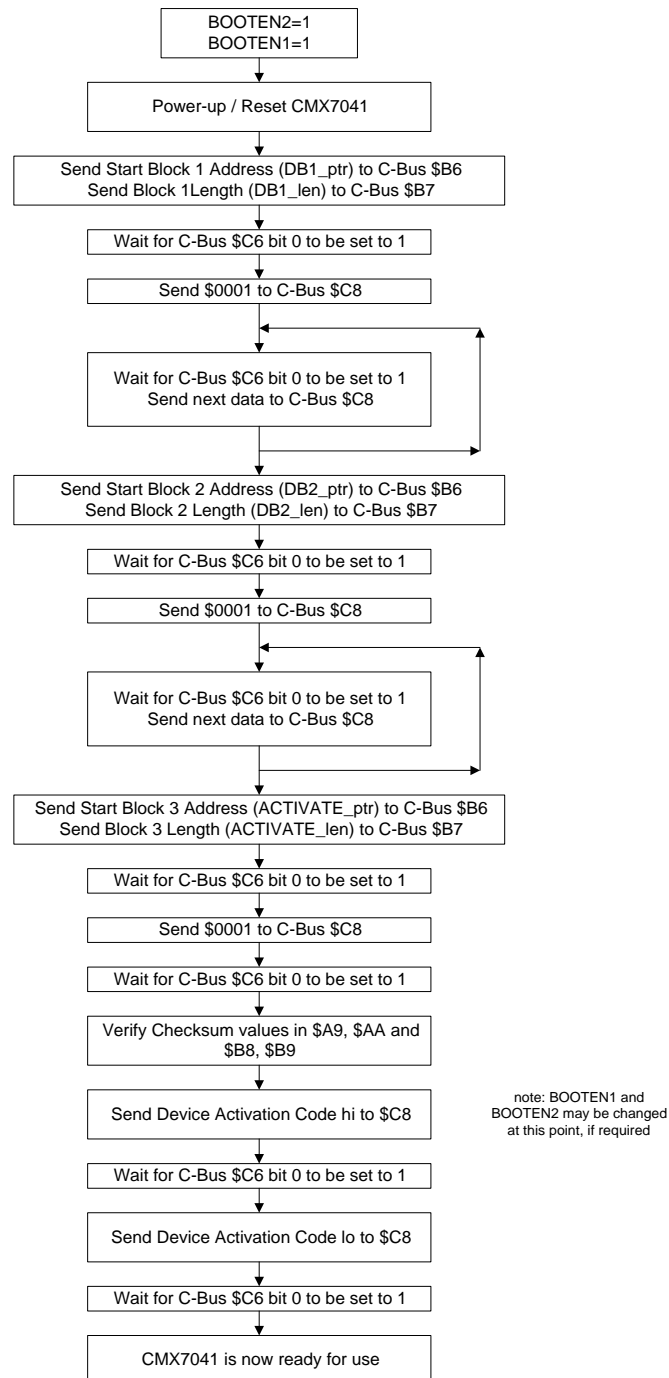 BOOTEN2=1
BOOTEN1=1
Power-up / Reset CMX7041
Send Start Block 1 Address (DB1_ptr) to C-Bus $B6
Send Block 1Length (DB1_len) to C-Bus $B7
Wait for C-Bus $C6 bit 0 to be set to 1
Send $0001 to C-Bus $C8
Wait for C-Bus $C6 bit 0 to be set to 1
Send next data to C-Bus $C8
Send Start Block 2 Address (DB2_ptr) to C-Bus $B6
Send Block 2 Length (DB2_len) to C-Bus $B7
Wait for C-Bus $C6 bit 0 to be set to 1
Send $0001 to C-Bus $C8
Wait for C-Bus $C6 bit 0 to be set to 1
Send next data to C-Bus $C8
Send Start Block 3 Address (ACTIVATE_ptr) to C-Bus $B6
Send Block 3 Length (ACTIVATE_len) to C-Bus $B7
Wait for C-Bus $C6 bit 0 to be set to 1
Send $0001 to C-Bus $C8
Wait for C-Bus $C6 bit 0 to be set to 1
Verify Checksum values in $A9, $AA and
$B8, $B9
Send Device Activation Code hi to $C8
note: BOOTEN1 and
BOOTEN2 may be changed
at this point, if required
Wait for C-Bus $C6 bit 0 to be set to 1
Send Device Activation Code lo to $C8
Wait for C-Bus $C6 bit 0 to be set to 1
CMX7041 is now ready for use